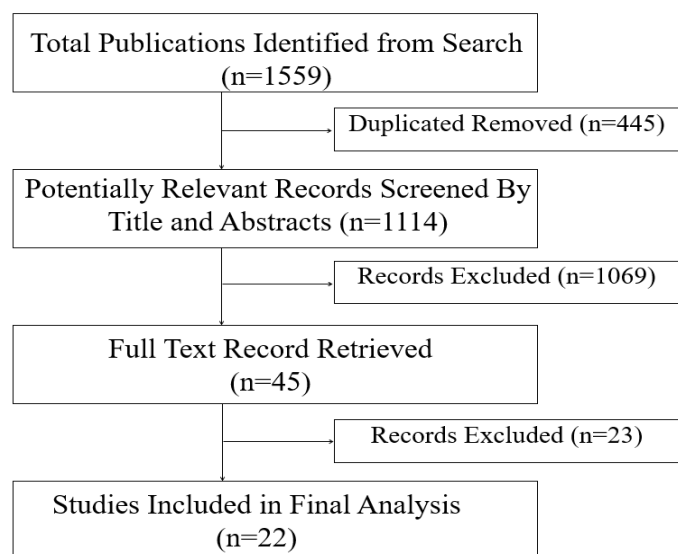 Total Publications Identified from Search
(n=1559)
Duplicated Removed (n=445)
Potentially Relevant Records Screened By
Title and Abstracts (n=1114)
Records Excluded (n=1069)
Full Text Record Retrieved
(n=45)
Records Excluded (n=23)
Studies Included in Final Analysis
(n=22)